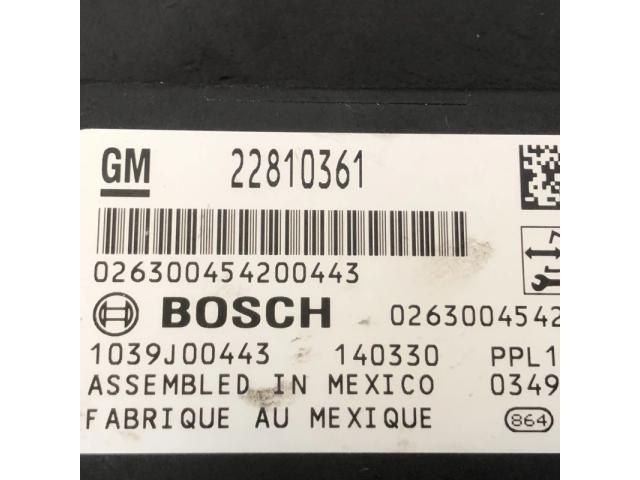 GM 22810361
026300454200443
BOSCH 0263004542
1039J00443 140330 PPL1
ASSEMBLED IN MEXICO 0349
FABRIQUE AU MEXIQUE 864